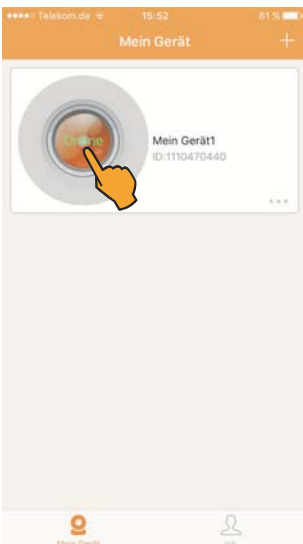 Telekom.de 15:52 81 %
Mein Gerät +
Online
Mein Gerät1
ID:1110470440
Mein Gerät
Ich